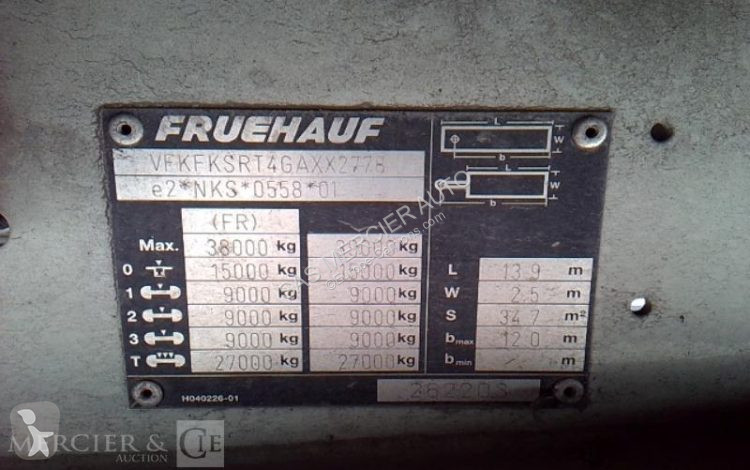 FRUEHAUF
VFKFKSRT4GAXX2778
e2*NKS*0558*01
(FR)
Max. 38000 kg kg
0 15000 kg 15000 kg
1 9000 kg 9000 kg
2 9000 kg 9000 kg
3 9000 kg 9000 kg
T 27000 kg 27000 kg
H040226-01
L
W
b
L
W
b
L 13.9 m
W 2.5 m
S 34.7 m²
bmax 12.0 m
bmin / m
MERCIER & CIE
AUCTION